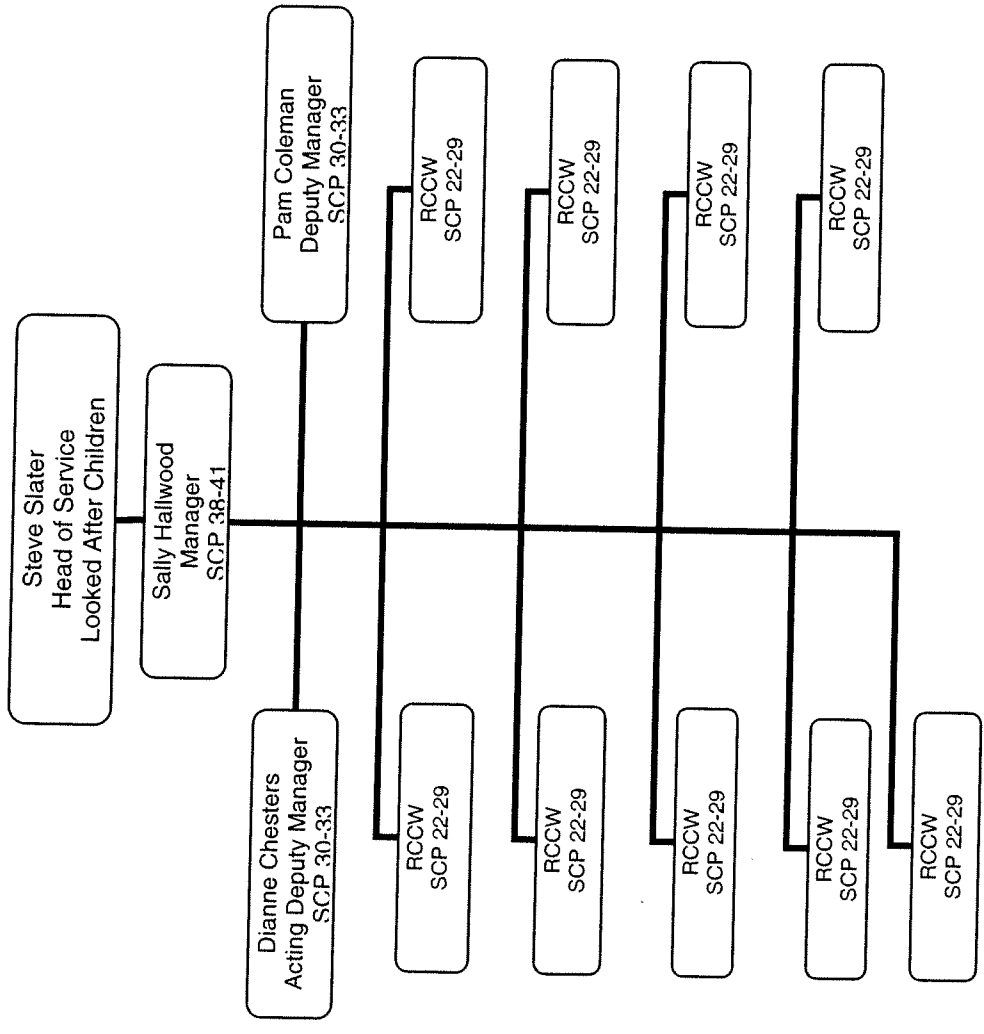 Steve Slater
Head of Service
Looked After Children
Sally Hallwood
Manager
SCP 38-41
Dianne Chesters
Acting Deputy Manager
SCP 30-33
Pam Coleman
Deputy Manager
SCP 30-33
RCCW
SCP 22-29
RCCW
SCP 22-29
RCCW
SCP 22-29
RCCW
SCP 22-29
RCCW
SCP 22-29
RCCW
SCP 22-29
RCCW
SCP 22-29
RCCW
SCP 22-29
RCCW
SCP 22-29